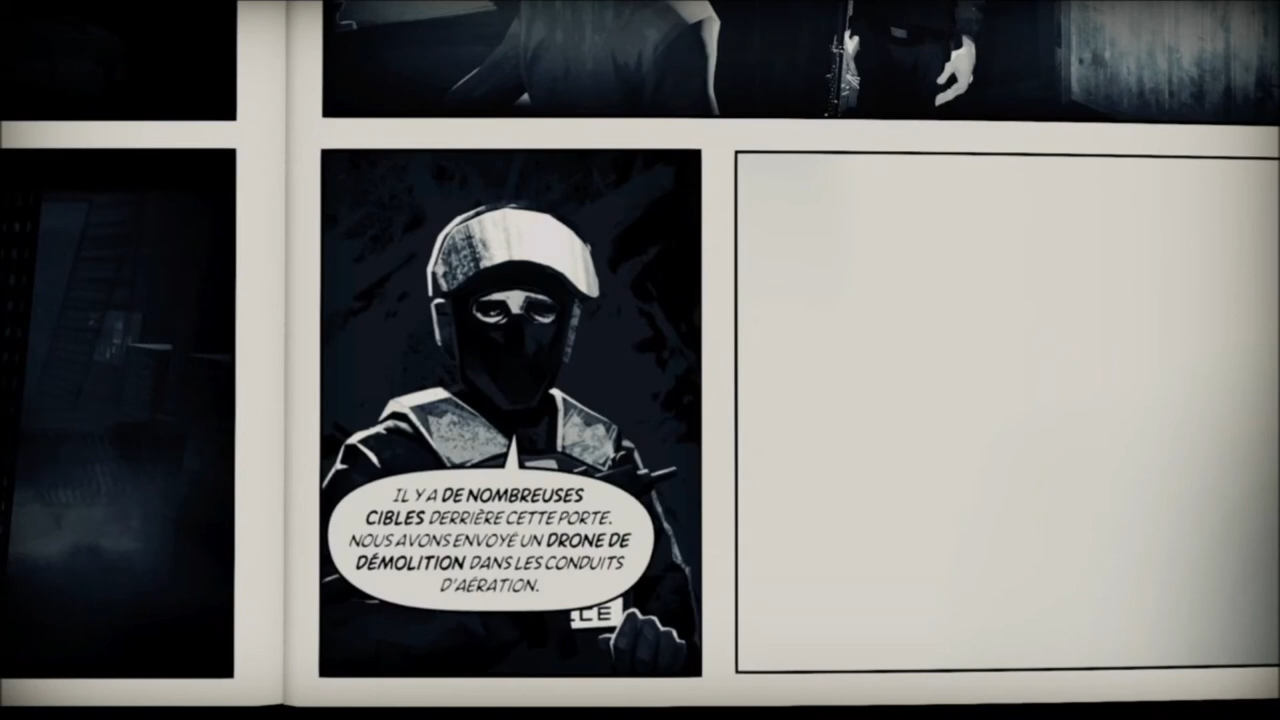 IL Y A DE NOMBREUSES
CIBLES DERRIÈRE CETTE PORTE.
NOUS AVONS ENVOYÉ UN DRONE DE
DÉMOLITION DANS LES CONDUITS
D'AÉRATION.